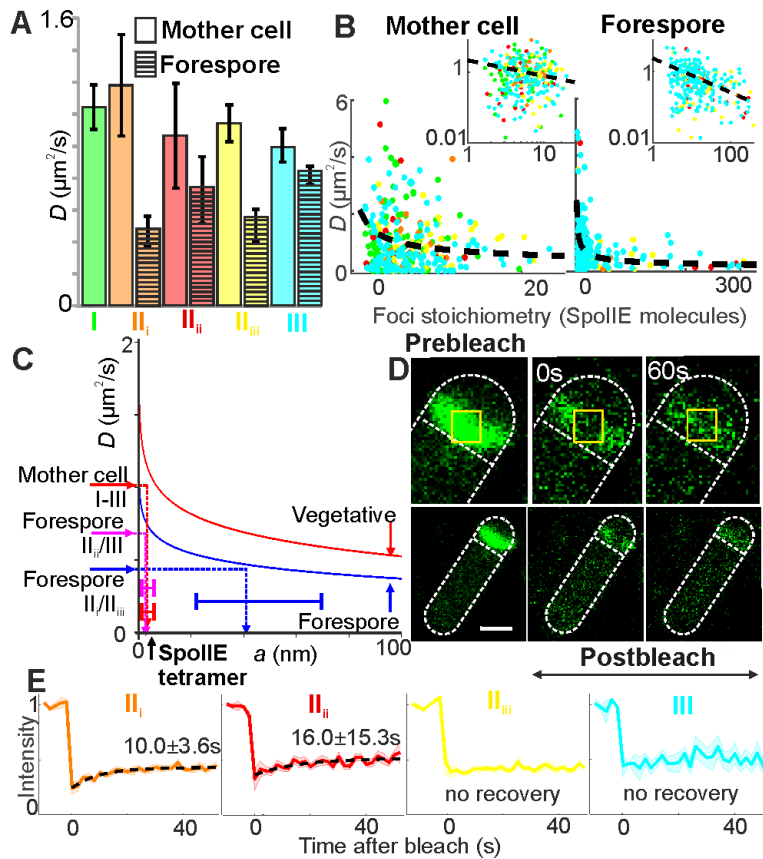 A
1.6
D (µm²/s)
0
Mother cell
Forespore
I
IIi
IIii
IIiii
III
B
Mother cell
Forespore
D (µm²/s)
6
0
1
0.01
1
10
1
0.01
1
100
0
20
0
300
Foci stoichiometry (SpoIIE molecules)
C
2
D (µm²/s)
0
Mother cell
I-III
Forespore
IIii/III
Forespore
IIi/IIiii
Vegetative
Forespore
SpoIIE
tetramer
a (nm)
100
D
Prebleach
0s
60s
Postbleach
E
1
Intensity
0
IIi
10.0±3.6s
IIii
16.0±15.3s
IIiii
no recovery
III
no recovery
0
40
0
40
0
40
0
40
Time after bleach (s)